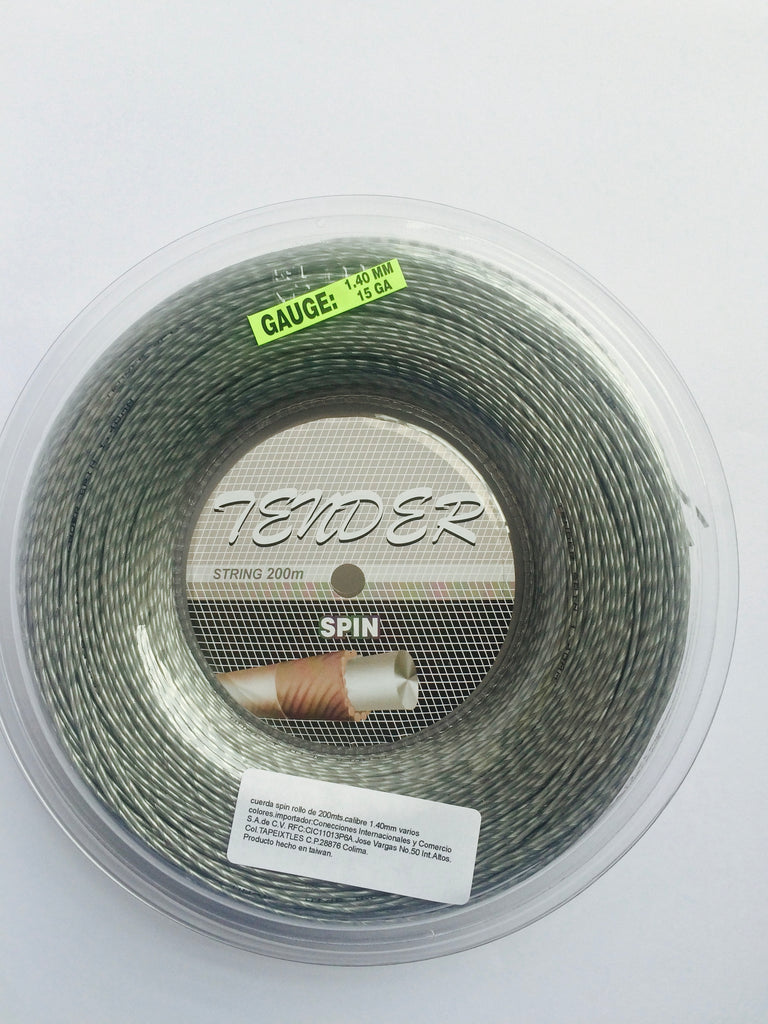 GAUGE: 1.40 MM
15 GA
TENDER
STRING 200m
SPIN
cuerda spin rollo de 200mts.calibre 1.40mm varios
colores.importador:Conecciones Internacionales y Comercio
S.A.de C.V. RFC:CIC11013P6A.Jose Vargas No.50 Int.Altos.
Col.TAPEIXTLES C.P.28876 Colima.
Producto hecho en taiwan.